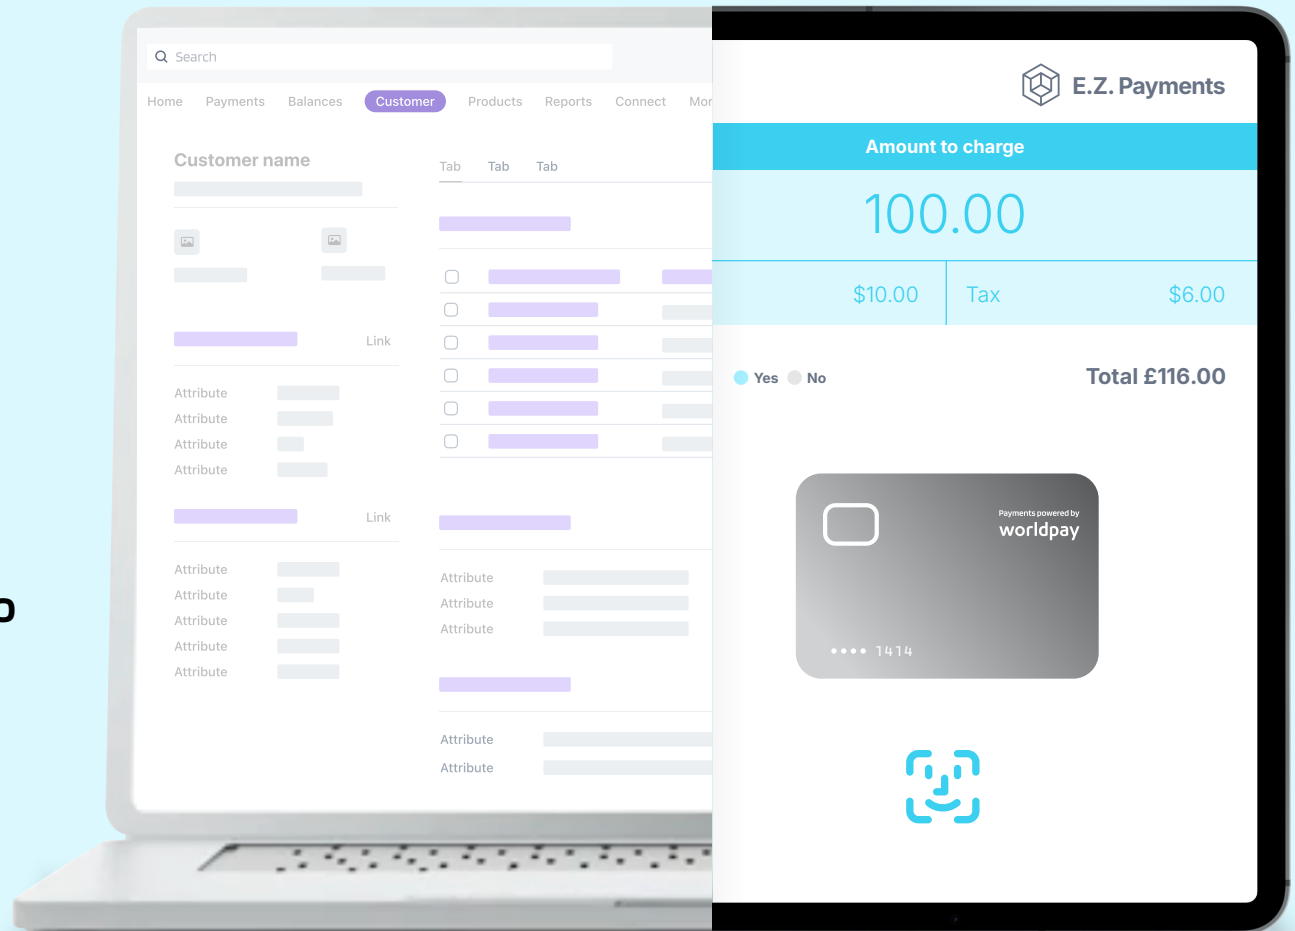 Search
Home Payments Balances Customer Products Reports Connect
Customer name
Tab Tab Tab
Link
Attribute
Attribute
Attribute
Attribute
Link
Attribute
Attribute
Attribute
Attribute
Attribute
Attribute
Attribute
Attribute
Attribute
Attribute
E.Z. Payments
Amount to charge
100.00
$10.00 Tax $6.00
Yes No Total £116.00
Payments powered by
worldpay
•••• 1414